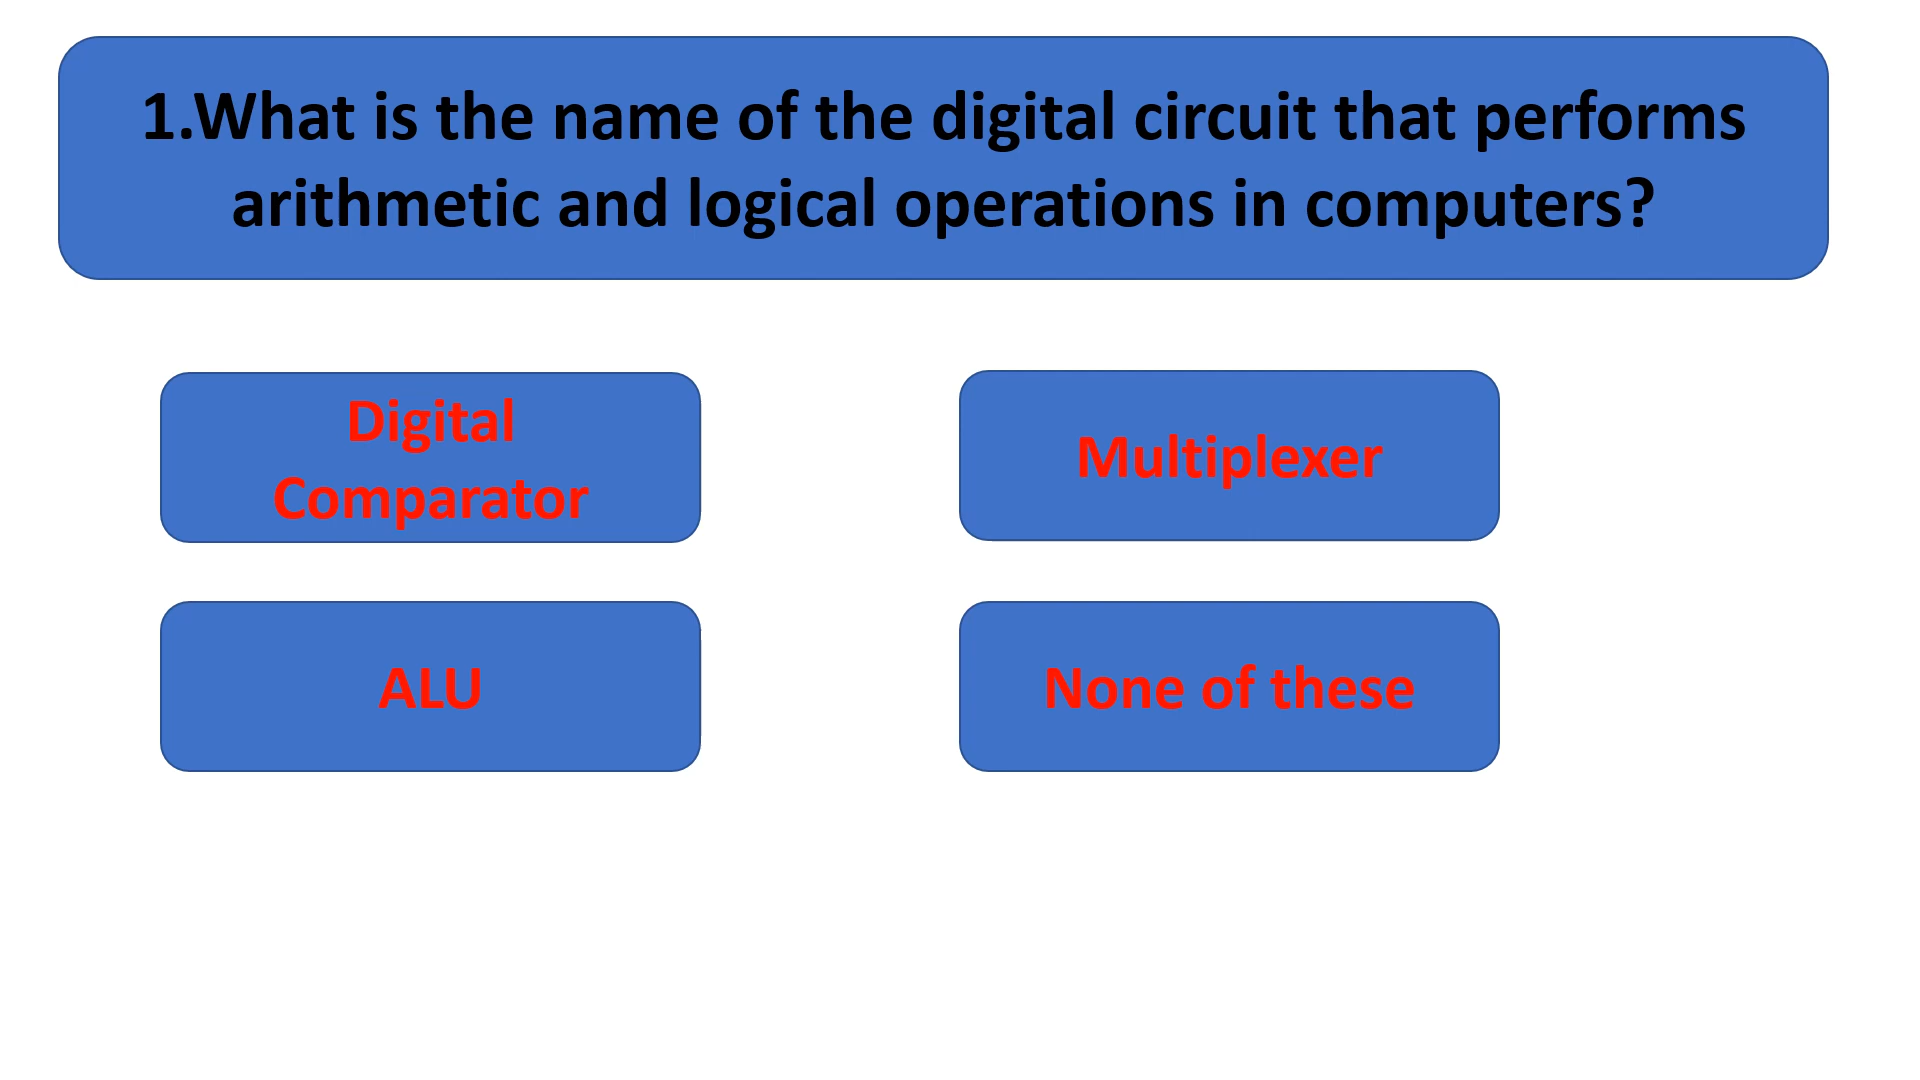 1.What is the name of the digital circuit that performs
arithmetic and logical operations in computers?
Digital
Comparator
Multiplexer
ALU
None of these